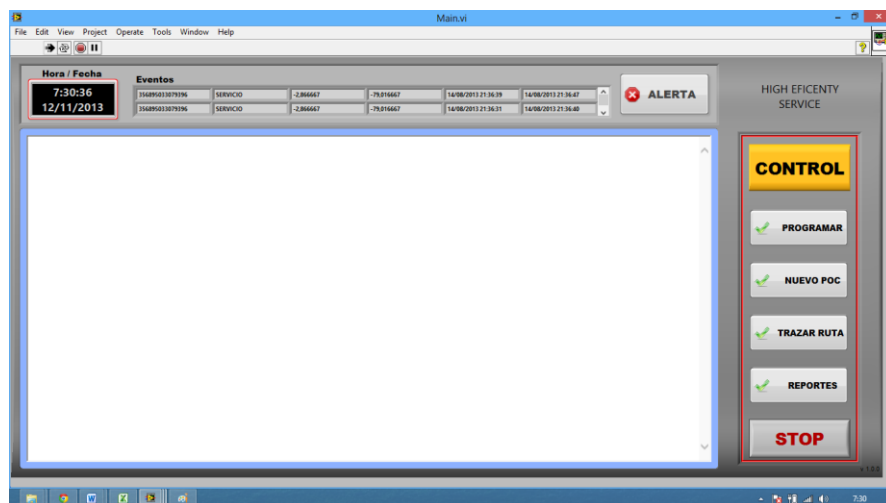 Main.vi
File Edit View Project Operate Tools Window Help
Hora / Fecha
7:30:36
12/11/2013
Eventos
356895033079396 SERVICIO -2,866667 -79,016667 14/08/2013 21:36:39 14/08/2013 21:36:47
356895033079396 SERVICIO -2,866667 -79,016667 14/08/2013 21:36:31 14/08/2013 21:36:40
ALERTA
HIGH EFICENTY
SERVICE
CONTROL
PROGRAMAR
NUEVO POC
TRAZAR RUTA
REPORTES
STOP
v 1.0.0
7:30